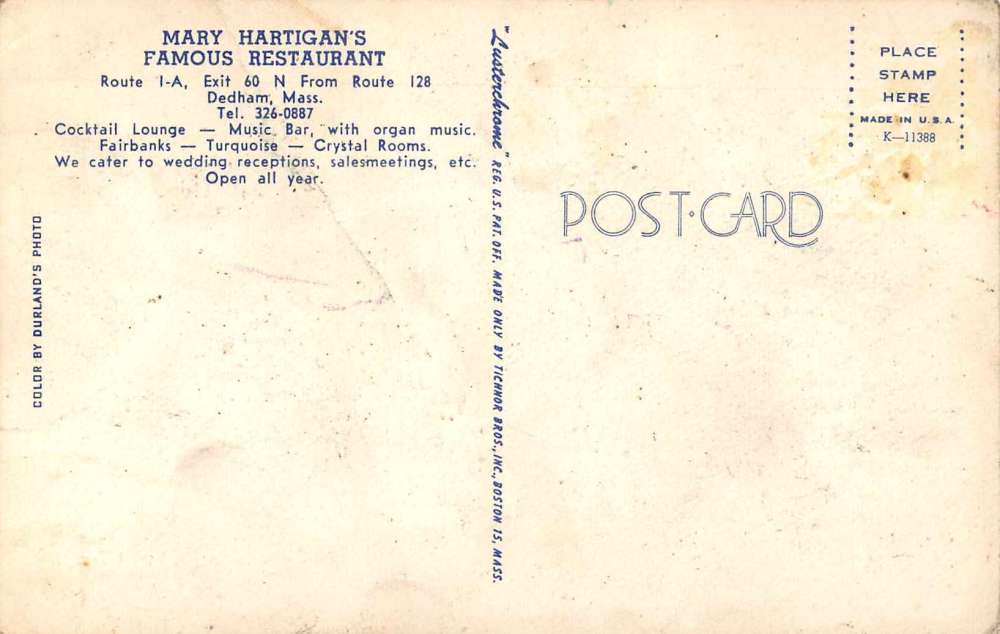 MARY HARTIGAN'S
FAMOUS RESTAURANT
Route 1-A, Exit 60 N From Route 128
Dedham, Mass.
Tel. 326-0887
Cocktail Lounge — Music Bar, with organ music.
Fairbanks — Turquoise — Crystal Rooms.
We cater to wedding receptions, salesmeetings, etc.
Open all year.
COLOR BY DURLAND'S PHOTO
"Lusterchrome" REG. U.S. PAT. OFF. MADE ONLY BY TICHNOR BROS., INC., BOSTON 15, MASS.
PLACE
STAMP
HERE
MADE IN U.S.A.
K—11388
POST·CARD